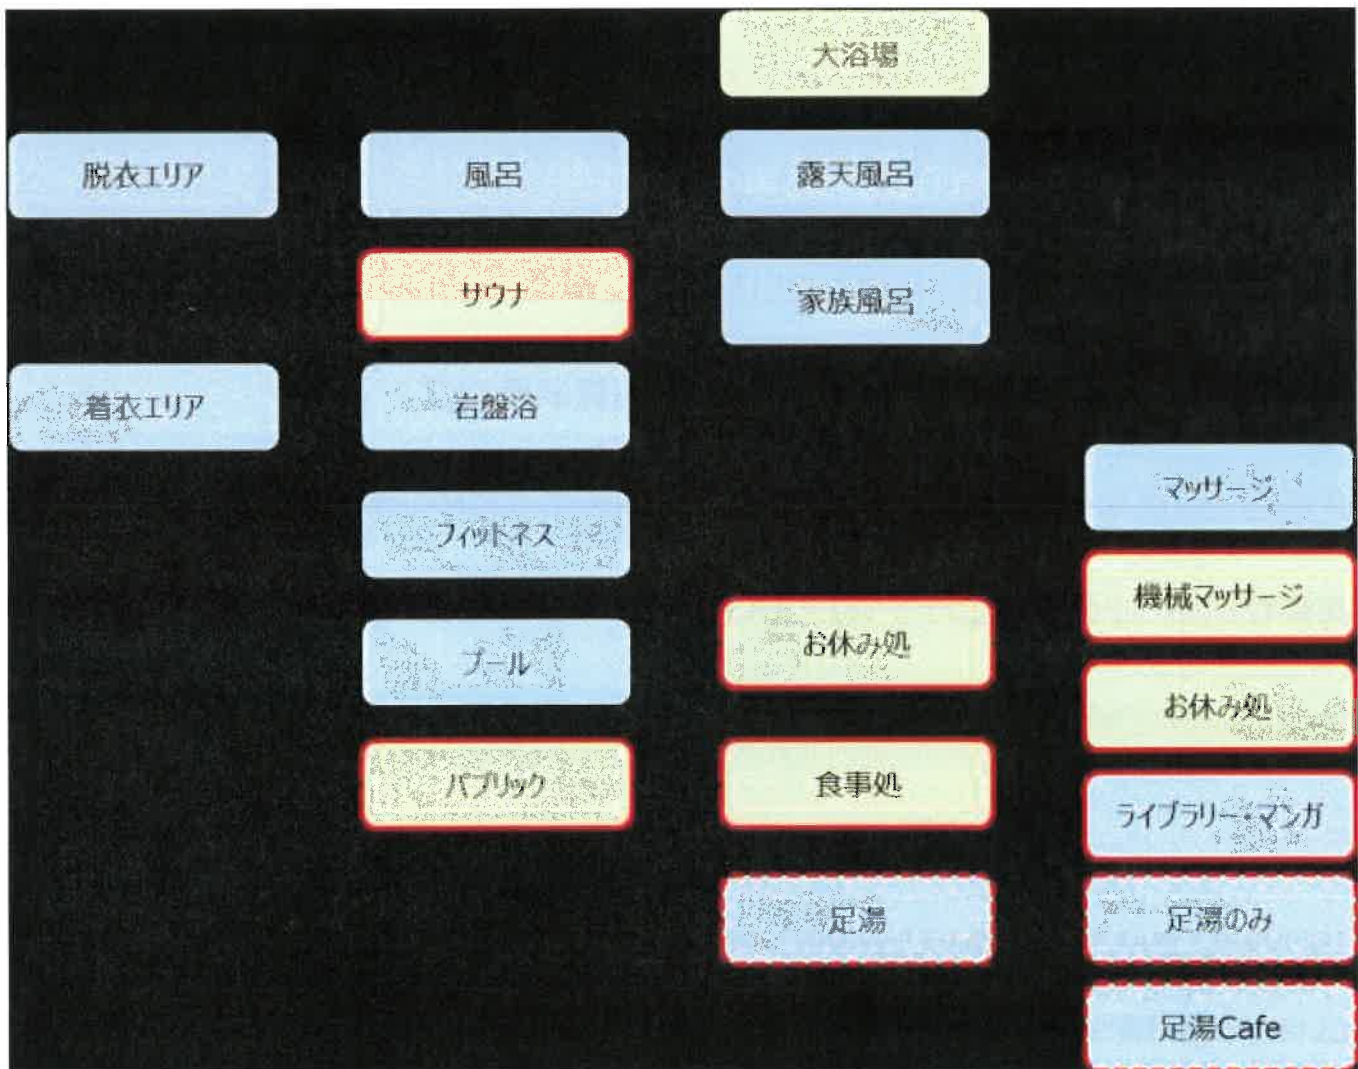 大浴場
脱衣エリア
風呂
露天風呂
サウナ
家族風呂
着衣エリア
岩盤浴
マッサージ
フィットネス
機械マッサージ
お休み処
プール
お休み処
パブリック
食事処
ライブラリー・マンガ
足湯
足湯のみ
足湯Cafe